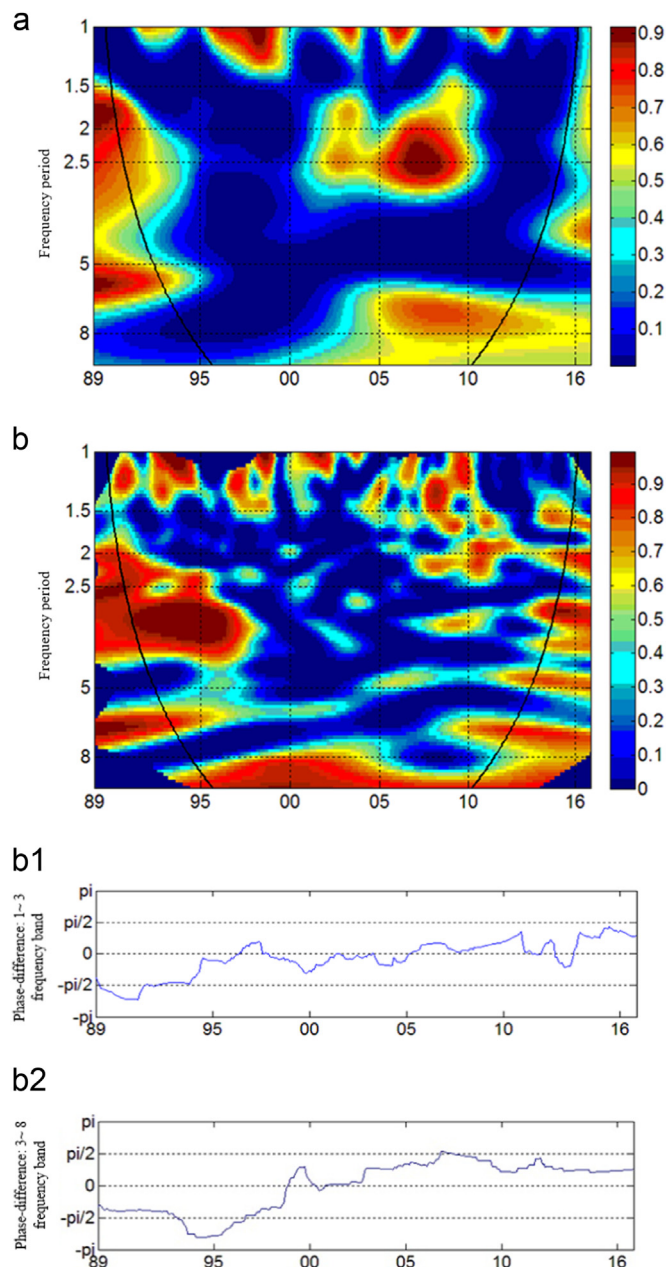 a
Frequency period
1
1.5
2
2.5
5
8
89 95 00 05 10 16
0.9
0.8
0.7
0.6
0.5
0.4
0.3
0.2
0.1
b
Frequency period
1
1.5
2
2.5
5
8
89 95 00 05 10 16
0.9
0.8
0.7
0.6
0.5
0.4
0.3
0.2
0.1
0
b1
Phase-difference: 1~3
frequency band
pi
pi/2
0
-pi/2
-pi
89 95 00 05 10 16
b2
Phase-difference: 3~8
frequency band
pi
pi/2
0
-pi/2
-pi
89 95 00 05 10 16